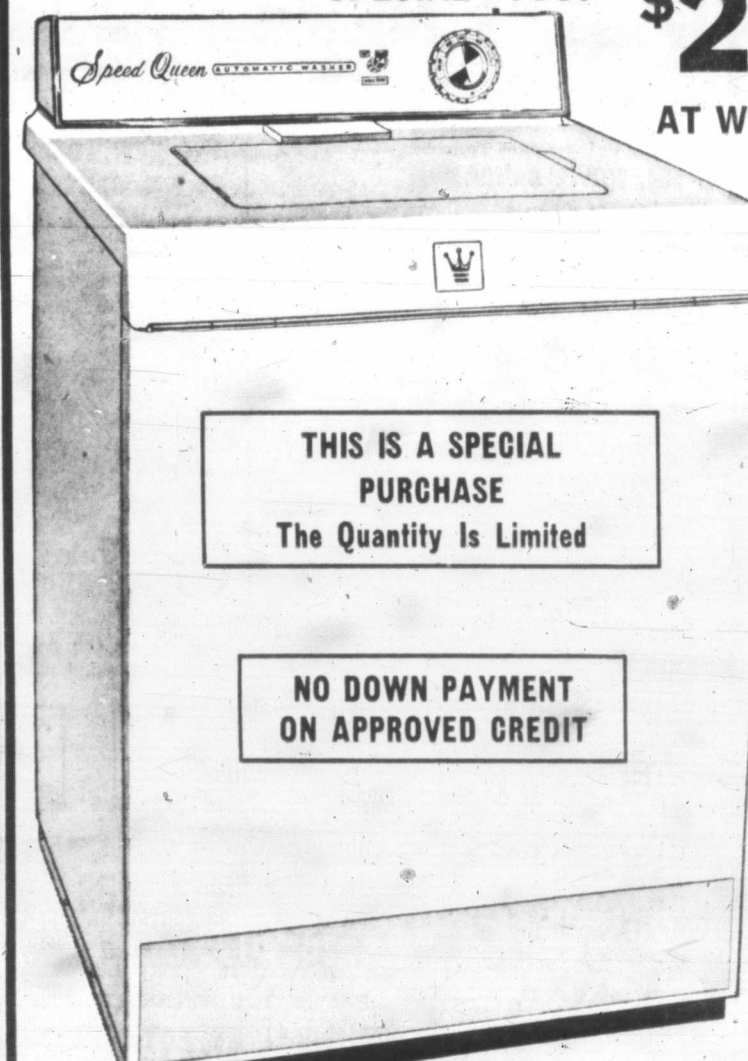 $2
AT W
Speed Queen AUTOMATIC WASHER
THIS IS A SPECIAL
PURCHASE
The Quantity Is Limited
NO DOWN PAYMENT
ON APPROVED CREDIT